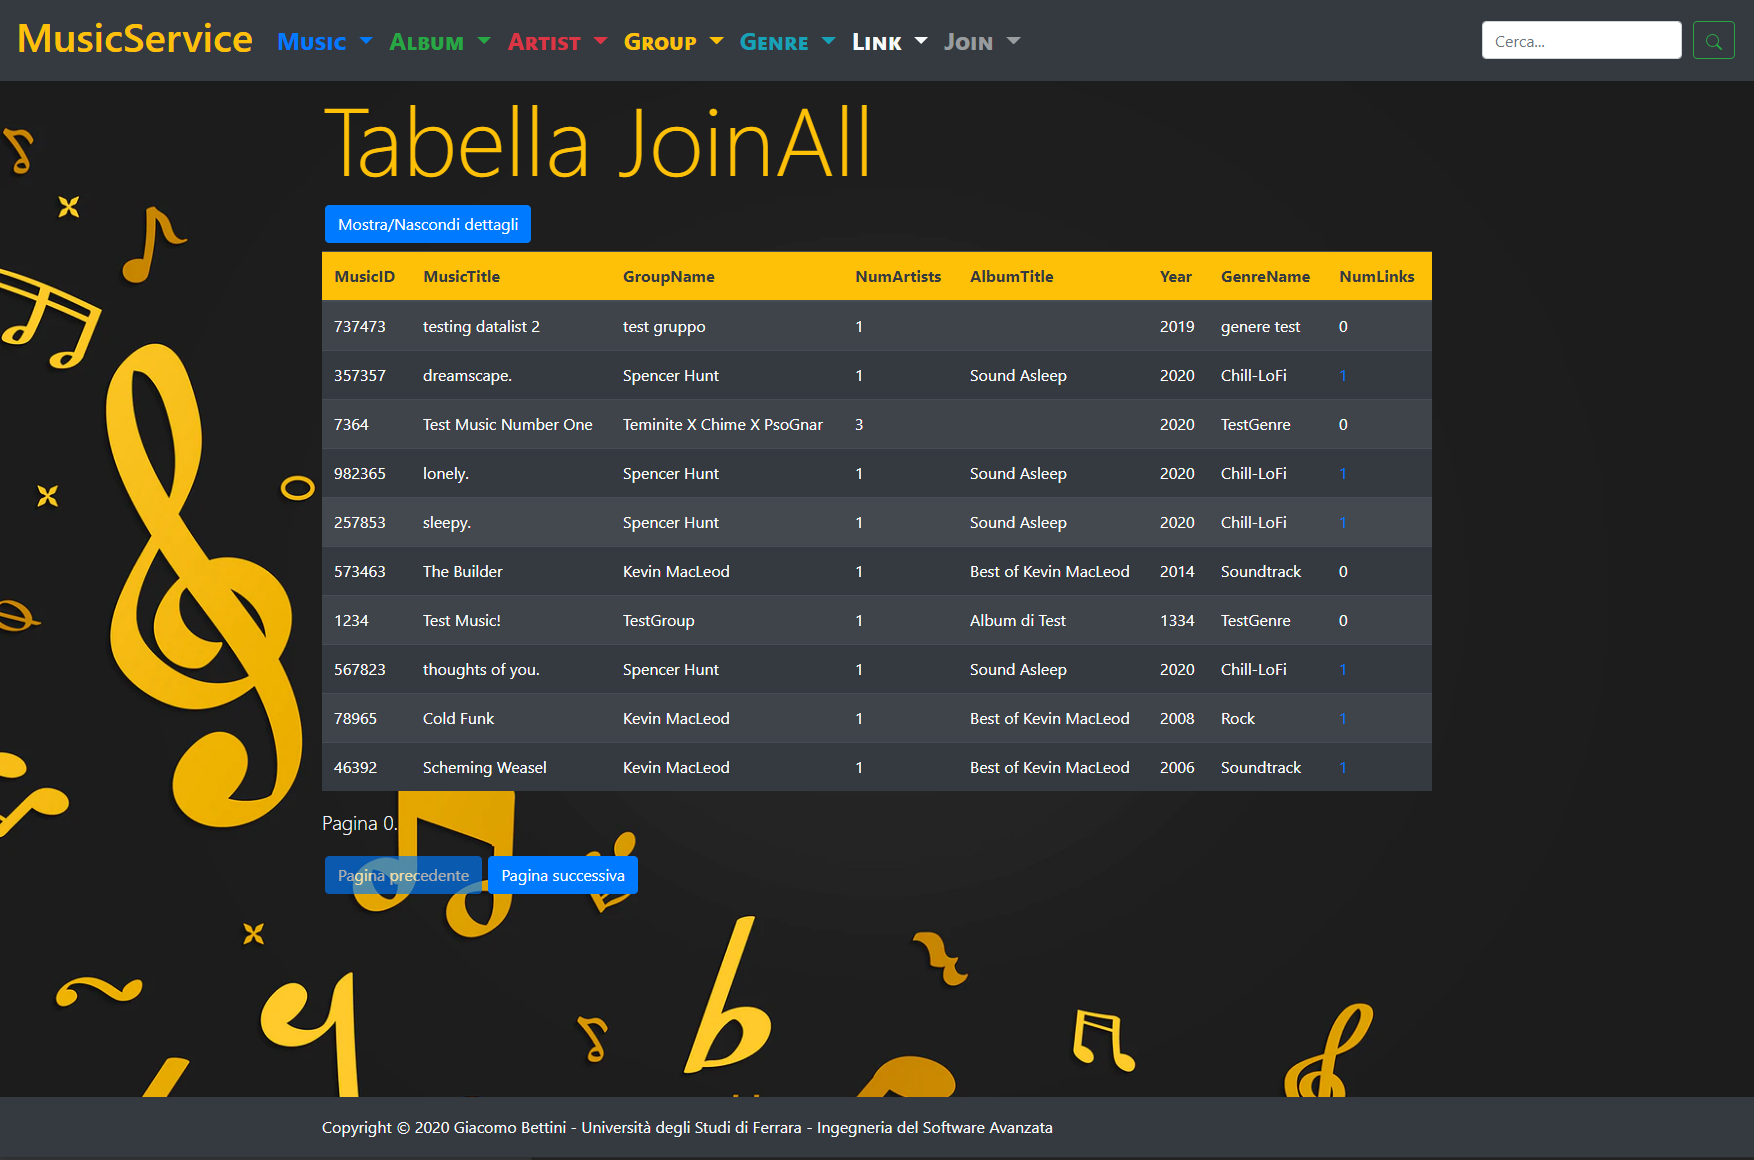 MusicService Music Album Artist Group Genre Link Join Cerca...
Tabella JoinAll
Mostra/Nascondi dettagli
MusicID MusicTitle GroupName NumArtists AlbumTitle Year GenreName NumLinks
737473 testing datalist 2 test gruppo 1 2019 genere test 0
357357 dreamscape. Spencer Hunt 1 Sound Asleep 2020 Chill-LoFi 1
7364 Test Music Number One Teminite X Chime X PsoGnar 3 2020 TestGenre 0
982365 lonely. Spencer Hunt 1 Sound Asleep 2020 Chill-LoFi 1
257853 sleepy. Spencer Hunt 1 Sound Asleep 2020 Chill-LoFi 1
573463 The Builder Kevin MacLeod 1 Best of Kevin MacLeod 2014 Soundtrack 0
1234 Test Music! TestGroup 1 Album di Test 1334 TestGenre 0
567823 thoughts of you. Spencer Hunt 1 Sound Asleep 2020 Chill-LoFi 1
78965 Cold Funk Kevin MacLeod 1 Best of Kevin MacLeod 2008 Rock 1
46392 Scheming Weasel Kevin MacLeod 1 Best of Kevin MacLeod 2006 Soundtrack 1
Pagina 0.
Pagina precedente Pagina successiva
Copyright © 2020 Giacomo Bettini - Università degli Studi di Ferrara - Ingegneria del Software Avanzata